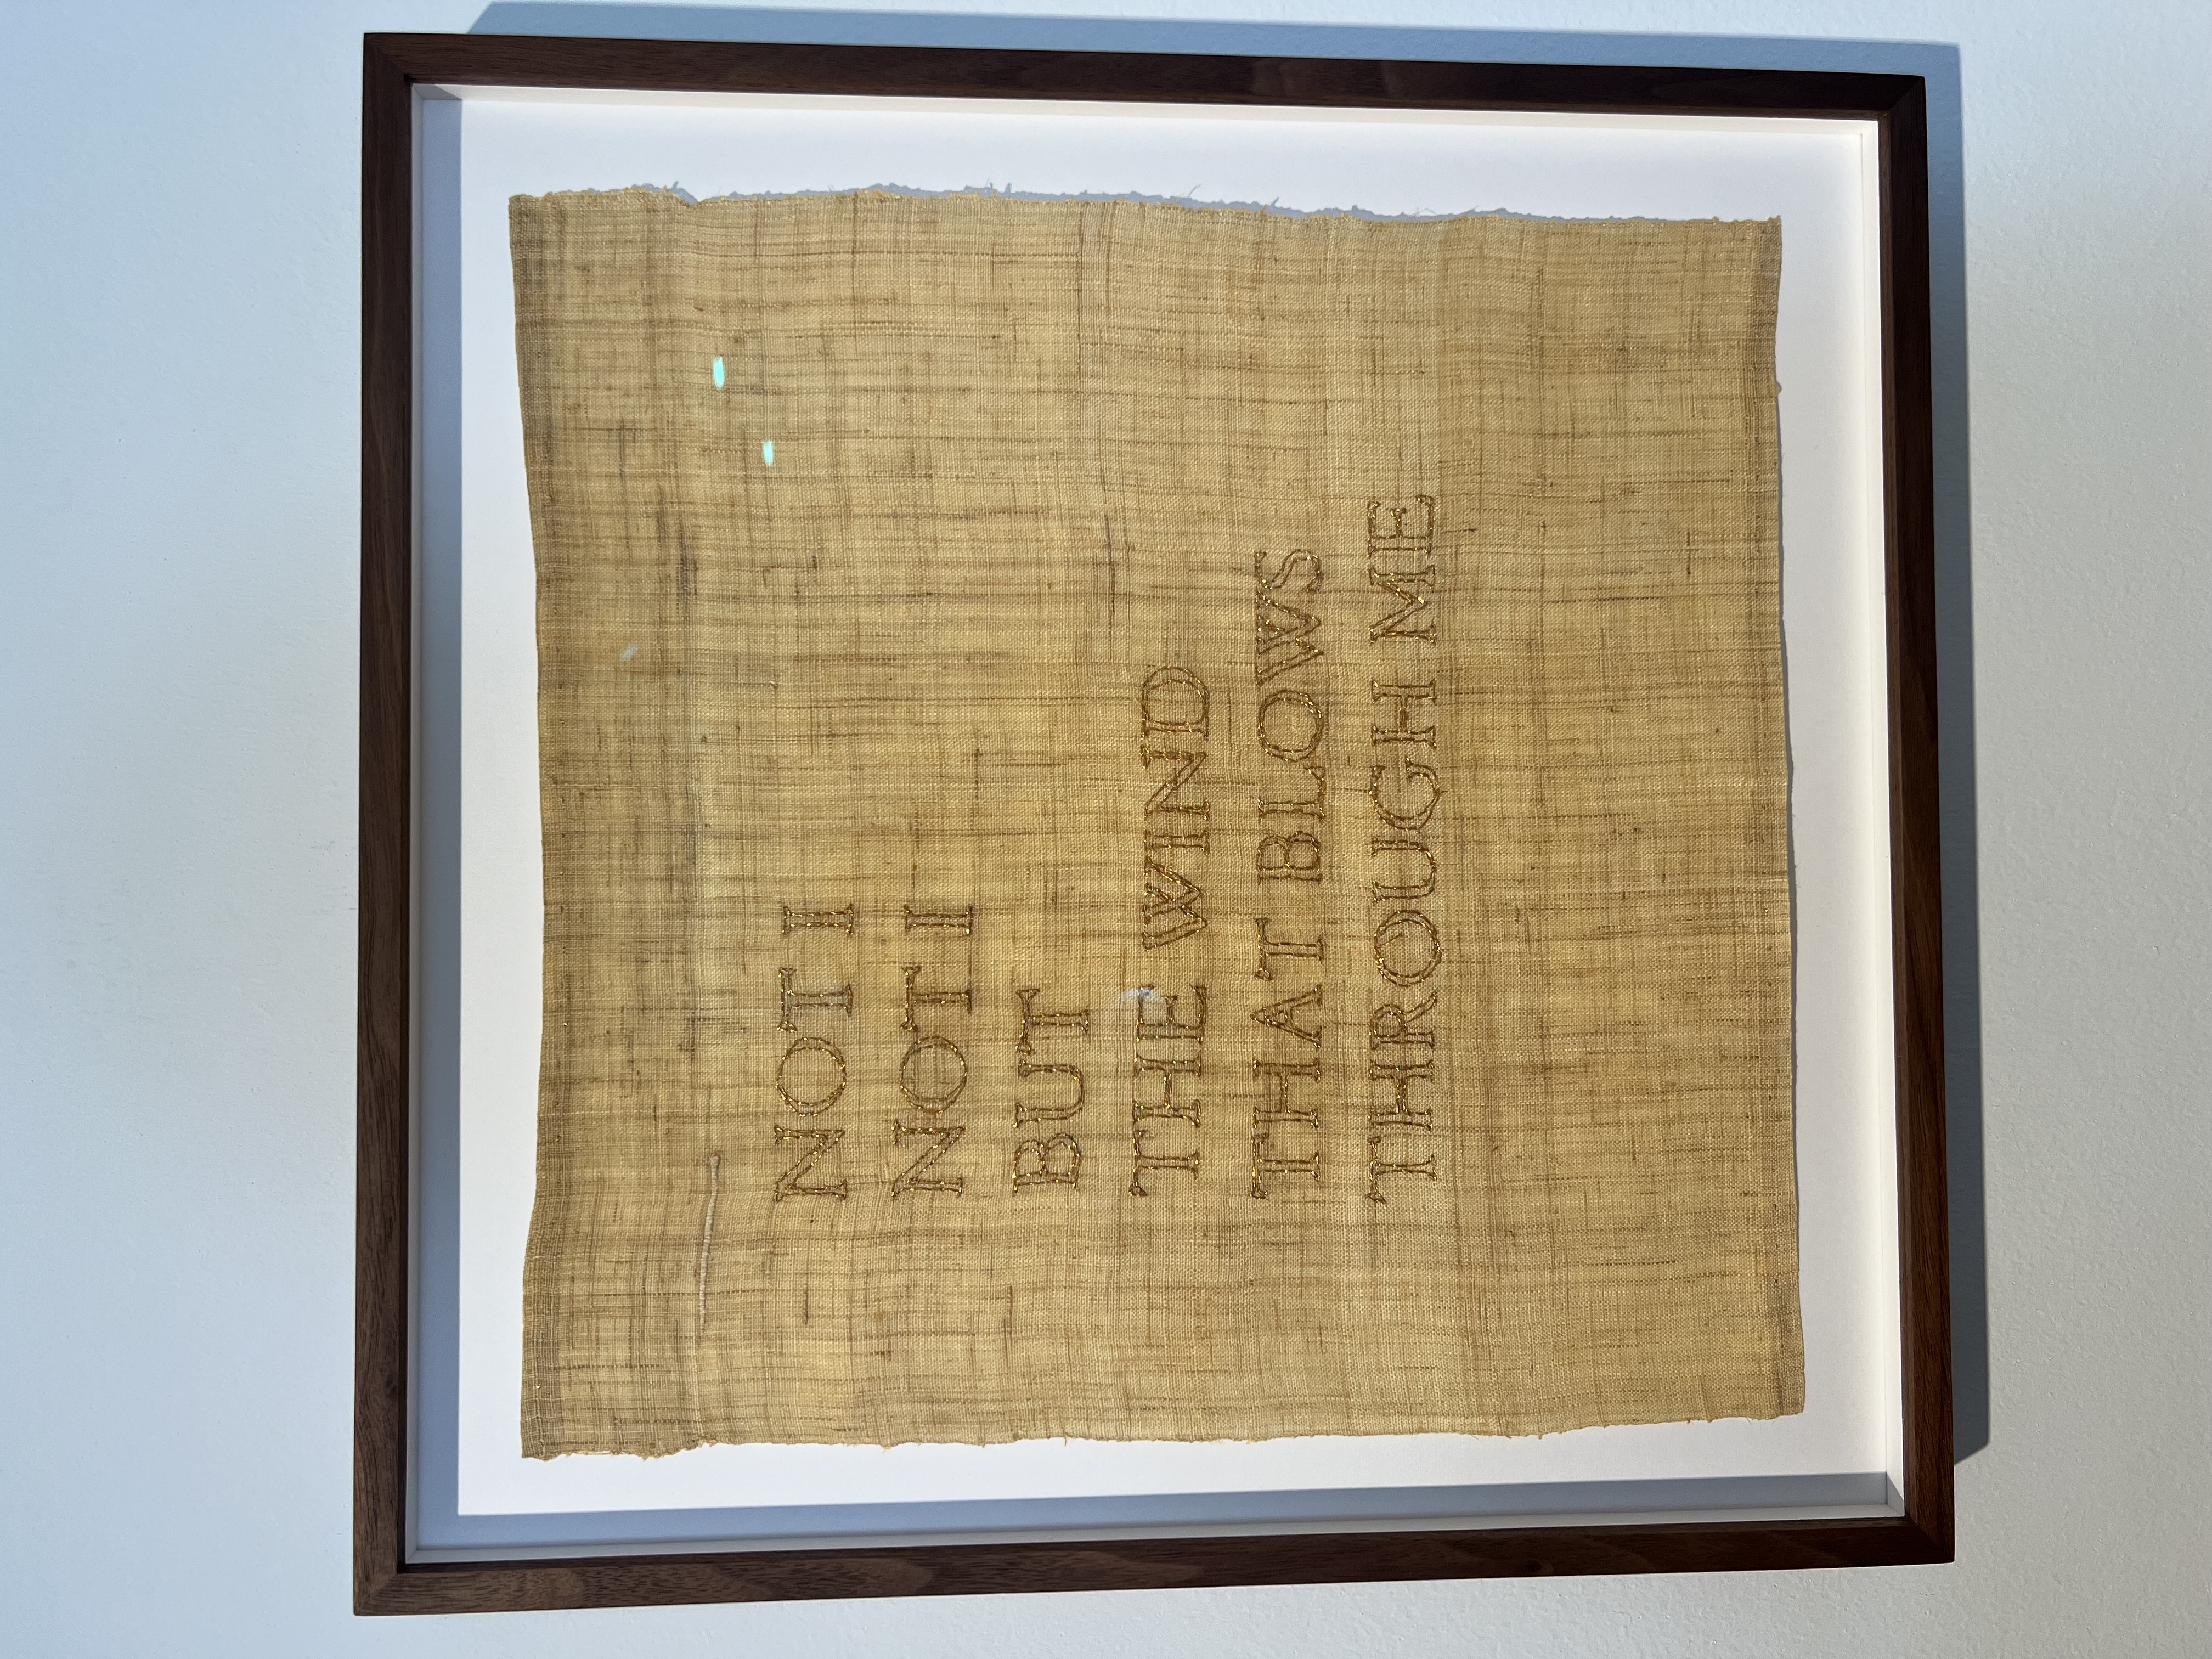 NOT I
NOT I
BUT
THE WIND
THAT BLOWS
THROUGH ME